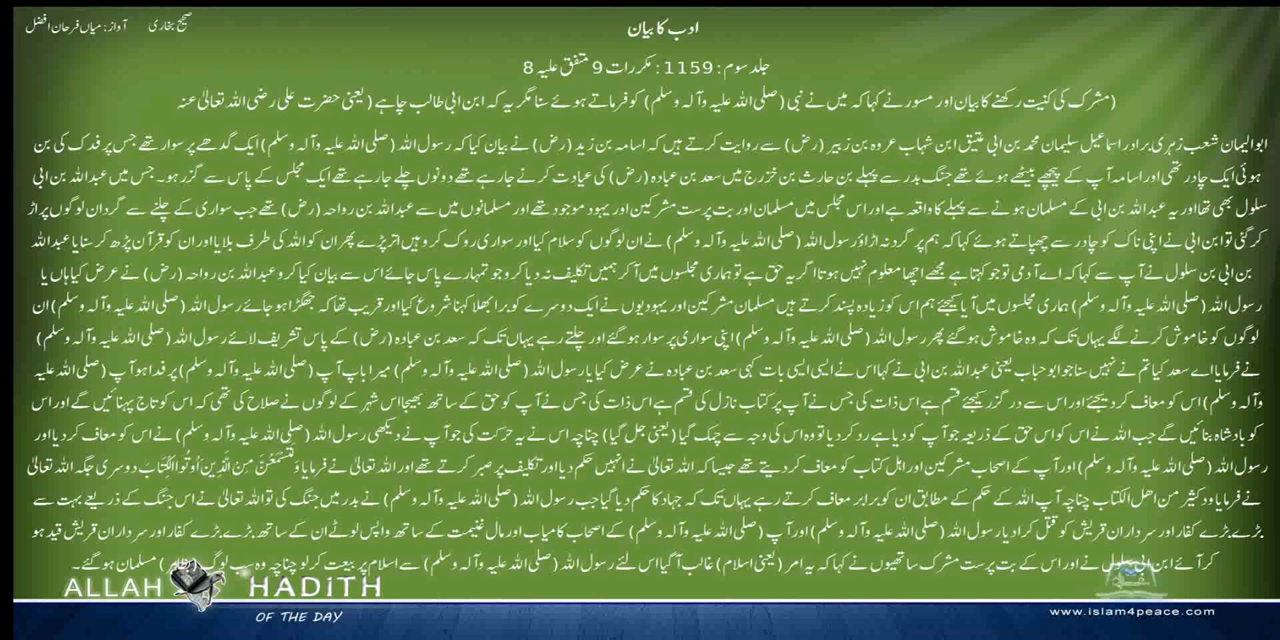 صحیح بخاری
آواز: میاں فرحان افضل
ادب کا بیان
جلد سوم: 1159: مکررات 9 متفق علیہ 8
(مشرک کی کنیت رکھنے کا بیان اور مسور نے کہا کہ میں نے نبی (صلی اللہ علیہ وآلہ وسلم) کو فرماتے ہوئے سنا مگر یہ کہ ابن ابی طالب چاہے (یعنی حضرت علی رضی اللہ تعالیٰ عنہ
ابوالیمان شعیب زہری برادر اسماعیل سلیمان محمد بن ابی عتیق ابن شہاب عروہ بن زبیر (رض) سے روایت کرتے ہیں کہ اسامہ بن زید (رض) نے بیان کیا کہ رسول اللہ (صلی اللہ علیہ وآلہ وسلم) ایک گدھے پر سوار تھے جس پر فدک کی بن
ہوئی ایک چادر تھی اور اسامہ آپ کے پیچھے بیٹھے ہوئے تھے جنگ بدر سے پہلے بن حارث بن خزرج میں سعد بن عبادہ (رض) کی عیادت کرنے جا رہے تھے دونوں چلے جا رہے تھے ایک مجلس کے پاس سے گزر ہو۔ جس میں عبداللہ بن ابی
سلول بھی تھا اور یہ عبداللہ بن ابی کے مسلمان ہونے سے پہلے کا واقعہ ہے اور اس مجلس میں مسلمان اور بت پرست مشرکین اور یہود موجود تھے اور مسلمانوں میں سے عبداللہ بن رواحہ (رض) تھے جب سواری کے چلنے سے گرد ان لوگوں پر اڑ
کر گئی تو ابن ابی نے اپنی ناک کو چادر سے چھپاتے ہوئے کہا کہ ہم پر گرد نہ اڑاؤ رسول اللہ (صلی اللہ علیہ وآلہ وسلم) نے ان لوگوں کو سلام کیا اور سواری روک کر وہیں اتر پڑے پھر ان کو اللہ کی طرف بلایا اور ان کو قرآن پڑھ کر سنایا عبداللہ
بن ابی بن سلول نے آپ سے کہا کہ اے آدمی تو جو کہتا ہے مجھے اچھا معلوم نہیں ہوتا اگر یہ حق ہے تو ہماری مجلسوں میں آکر ہمیں تکلیف نہ دیا کرو جو تمہارے پاس جائے اس سے بیان کیا کرو عبداللہ بن رواحہ (رض) نے عرض کیا ہاں یا
رسول اللہ (صلی اللہ علیہ وآلہ وسلم) ہماری مجلسوں میں آیا کیجئے ہم اس کو زیادہ پسند کرتے ہیں مسلمان مشرکین اور یہودیوں نے ایک دوسرے کو برا بھلا کہنا شروع کیا اور قریب تھا کہ جھگڑا ہو جائے رسول اللہ (صلی اللہ علیہ وآلہ وسلم) ان
لوگوں کو خاموش کرنے لگے یہاں تک کہ وہ خاموش ہوگئے پھر رسول اللہ (صلی اللہ علیہ وآلہ وسلم) اپنی سواری پر سوار ہوگئے اور چلتے رہے یہاں تک کہ سعد بن عبادہ (رض) کے پاس تشریف لائے رسول اللہ (صلی اللہ علیہ وآلہ وسلم)
نے فرمایا اے سعد کیا تم نے نہیں سنا جو ابو حباب یعنی عبداللہ بن ابی نے کہا اس نے ایسی ایسی بات کہی سعد بن عبادہ نے عرض کیا یا رسول اللہ (صلی اللہ علیہ وآلہ وسلم) میرا باپ آپ (صلی اللہ علیہ وآلہ وسلم) پر فدا ہو آپ (صلی اللہ علیہ
وآلہ وسلم) اس کو معاف کر دیجئے اور اس سے درگزر کیجئے قسم ہے اس ذات کی جس نے آپ پر کتاب نازل کی قسم ہے اس ذات کی جس نے آپ کو حق کے ساتھ بھیجا اس شہر کے لوگوں نے صلاح کی تھی کہ اس کو تاج پہنائیں گے اور اس
کو بادشاہ بنائیں گے جب اللہ نے اس کو اس حق کے ذریعہ جو آپ کو دیا ہے رد کر دیا تو وہ اس کی وجہ سے چمک گیا (یعنی جل گیا) چنانچہ اس نے یہ حرکت کی جو آپ نے دیکھی رسول اللہ (صلی اللہ علیہ وآلہ وسلم) نے اس کو معاف کر دیا اور
رسول اللہ (صلی اللہ علیہ وآلہ وسلم) اور آپ کے اصحاب مشرکین اور اہل کتاب کو معاف کر دیتے تھے جیسا کہ اللہ تعالیٰ نے انہیں حکم دیا اور تکلیف پر صبر کرتے تھے اور اللہ تعالیٰ نے فرمایا وَلَتَسْمَعُنَّ مِنَ الَّذِينَ أُوتُوا الْكِتَابَ دوسری جگہ اللہ تعالیٰ
نے فرمایا ود کثیر من اھل الکتاب چنانچہ آپ اللہ کے حکم کے مطابق ان کو برابر معاف کرتے رہے یہاں تک کہ جہاد کا حکم دیا گیا جب رسول اللہ (صلی اللہ علیہ وآلہ وسلم) نے بدر میں جنگ کی تو اللہ تعالیٰ نے اس جنگ کے ذریعے بہت سے
بڑے بڑے کفار اور سرداران قریش کو قتل کرا دیا رسول اللہ (صلی اللہ علیہ وآلہ وسلم) اور آپ (صلی اللہ علیہ وآلہ وسلم) کے اصحاب کامیاب اور مال غنیمت کے ساتھ واپس لوٹے ان کے ساتھ بڑے بڑے کفار اور سرداران قریش قید ہو
کر آئے ابن ابی سلول نے اور اس کے بت پرست مشرک ساتھیوں نے کہا کہ یہ امر (یعنی اسلام) غالب آگیا اس لئے رسول اللہ (صلی اللہ علیہ وآلہ وسلم) سے اسلام پر بیعت کرلو چنانچہ وہ سب لوگ (بظاہر) مسلمان ہوگئے۔
ALLAH HADITH
OF THE DAY
www.islam4peace.com